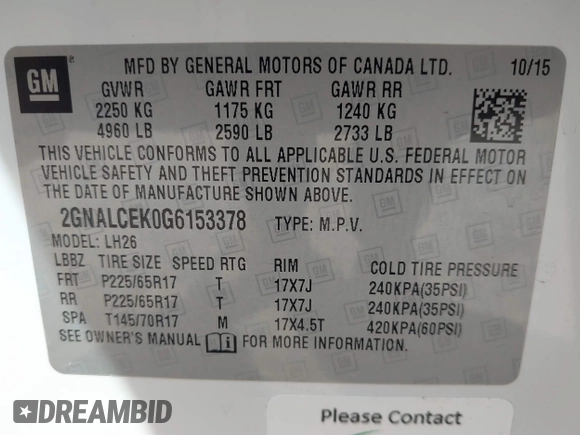 GM
MFD BY GENERAL MOTORS OF CANADA LTD. 10/15
GVWR GAWR FRT GAWR RR
2250 KG 1175 KG 1240 KG
4960 LB 2590 LB 2733 LB
THIS VEHICLE CONFORMS TO ALL APPLICABLE U.S. FEDERAL MOTOR
VEHICLE SAFETY AND THEFT PREVENTION STANDARDS IN EFFECT ON
THE DATE OF MANUFACTURE SHOWN ABOVE.
2GNALCEK0G6153378 TYPE: M.P.V.
MODEL: LH26
LBBZ TIRE SIZE SPEED RTG RIM COLD TIRE PRESSURE
FRT P225/65R17 T 17X7J 240KPA(35PSI)
RR P225/65R17 T 17X7J 240KPA(35PSI)
SPA T145/70R17 M 17X4.5T 420KPA(60PSI)
SEE OWNER'S MANUAL FOR MORE INFORMATION.
DREAMBID
Please Contact